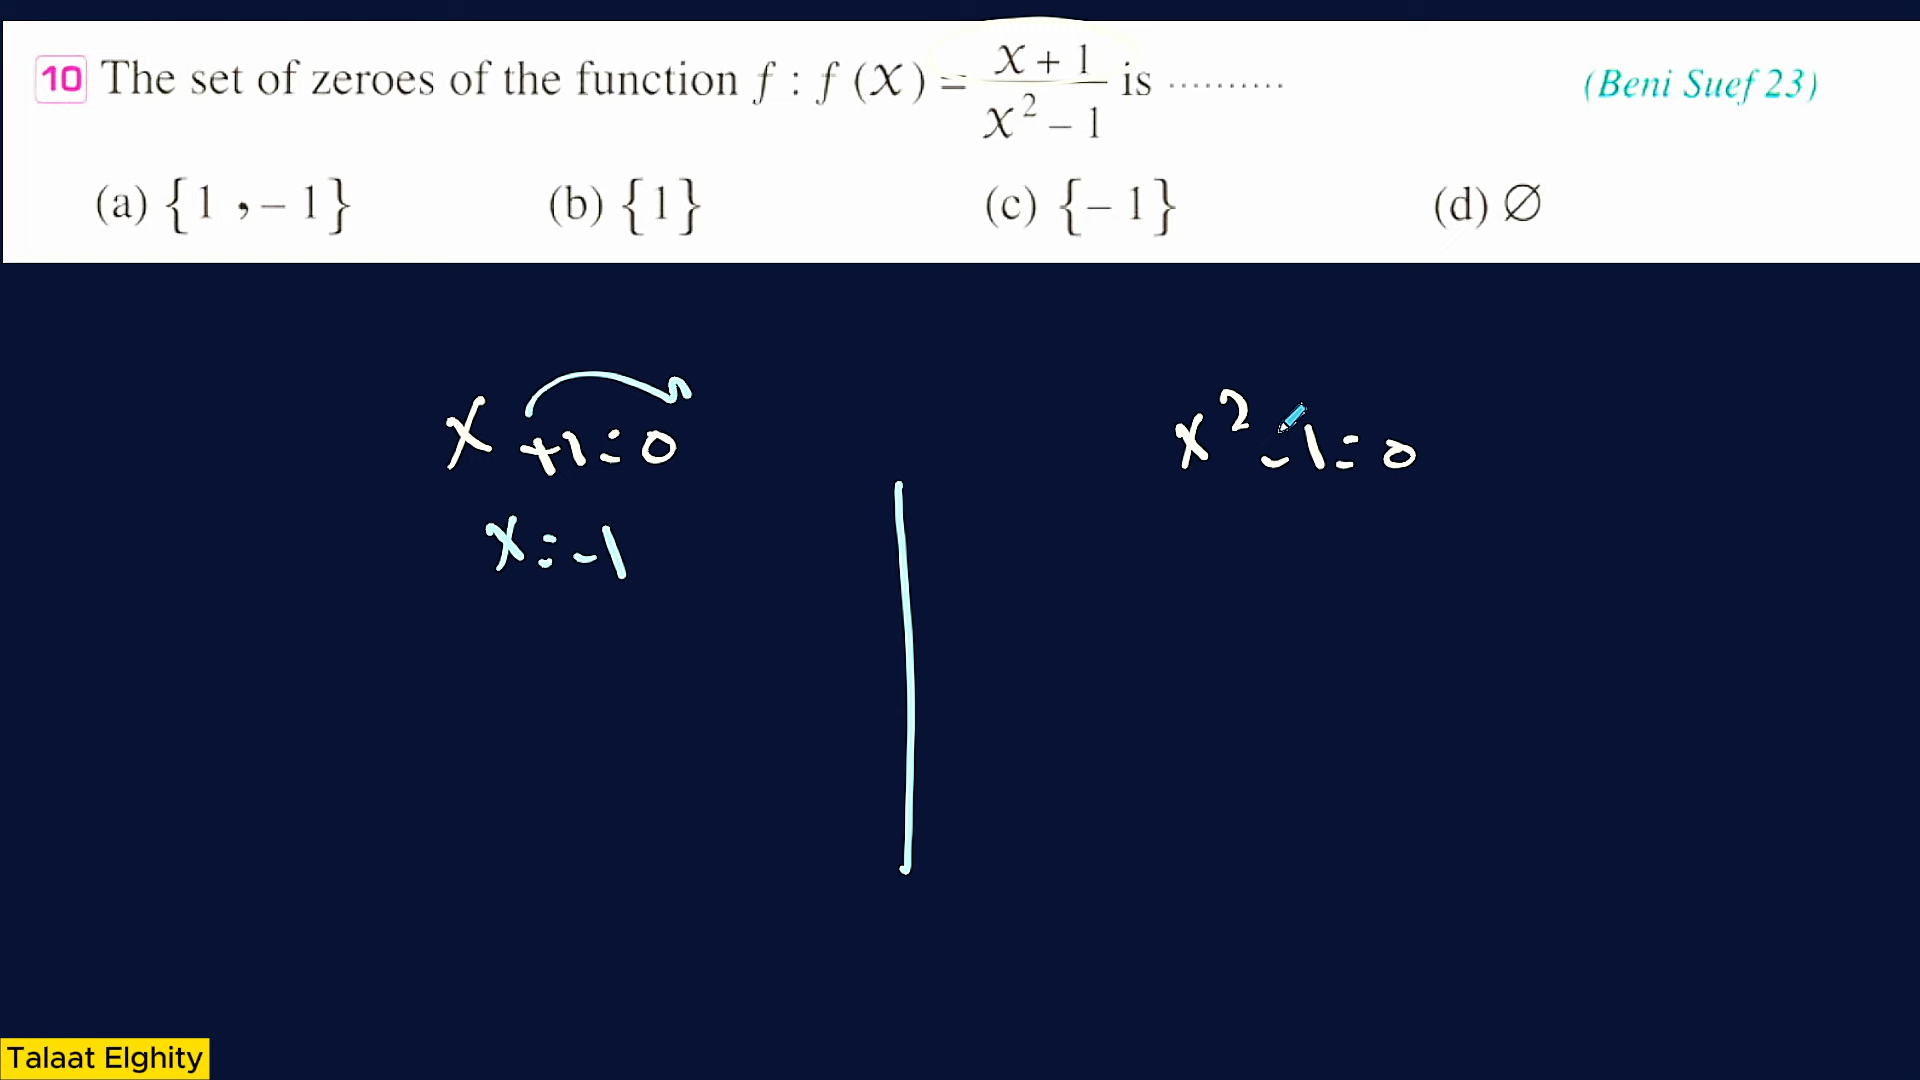 10 The set of zeroes of the function f : f (X) = X + 1 / X² – 1 is .......... (Beni Suef 23)
(a) {1 , – 1} (b) {1} (c) {– 1} (d) ∅
x +1 = 0
x² - 1 = 0
x = -1
Talaat Elghity